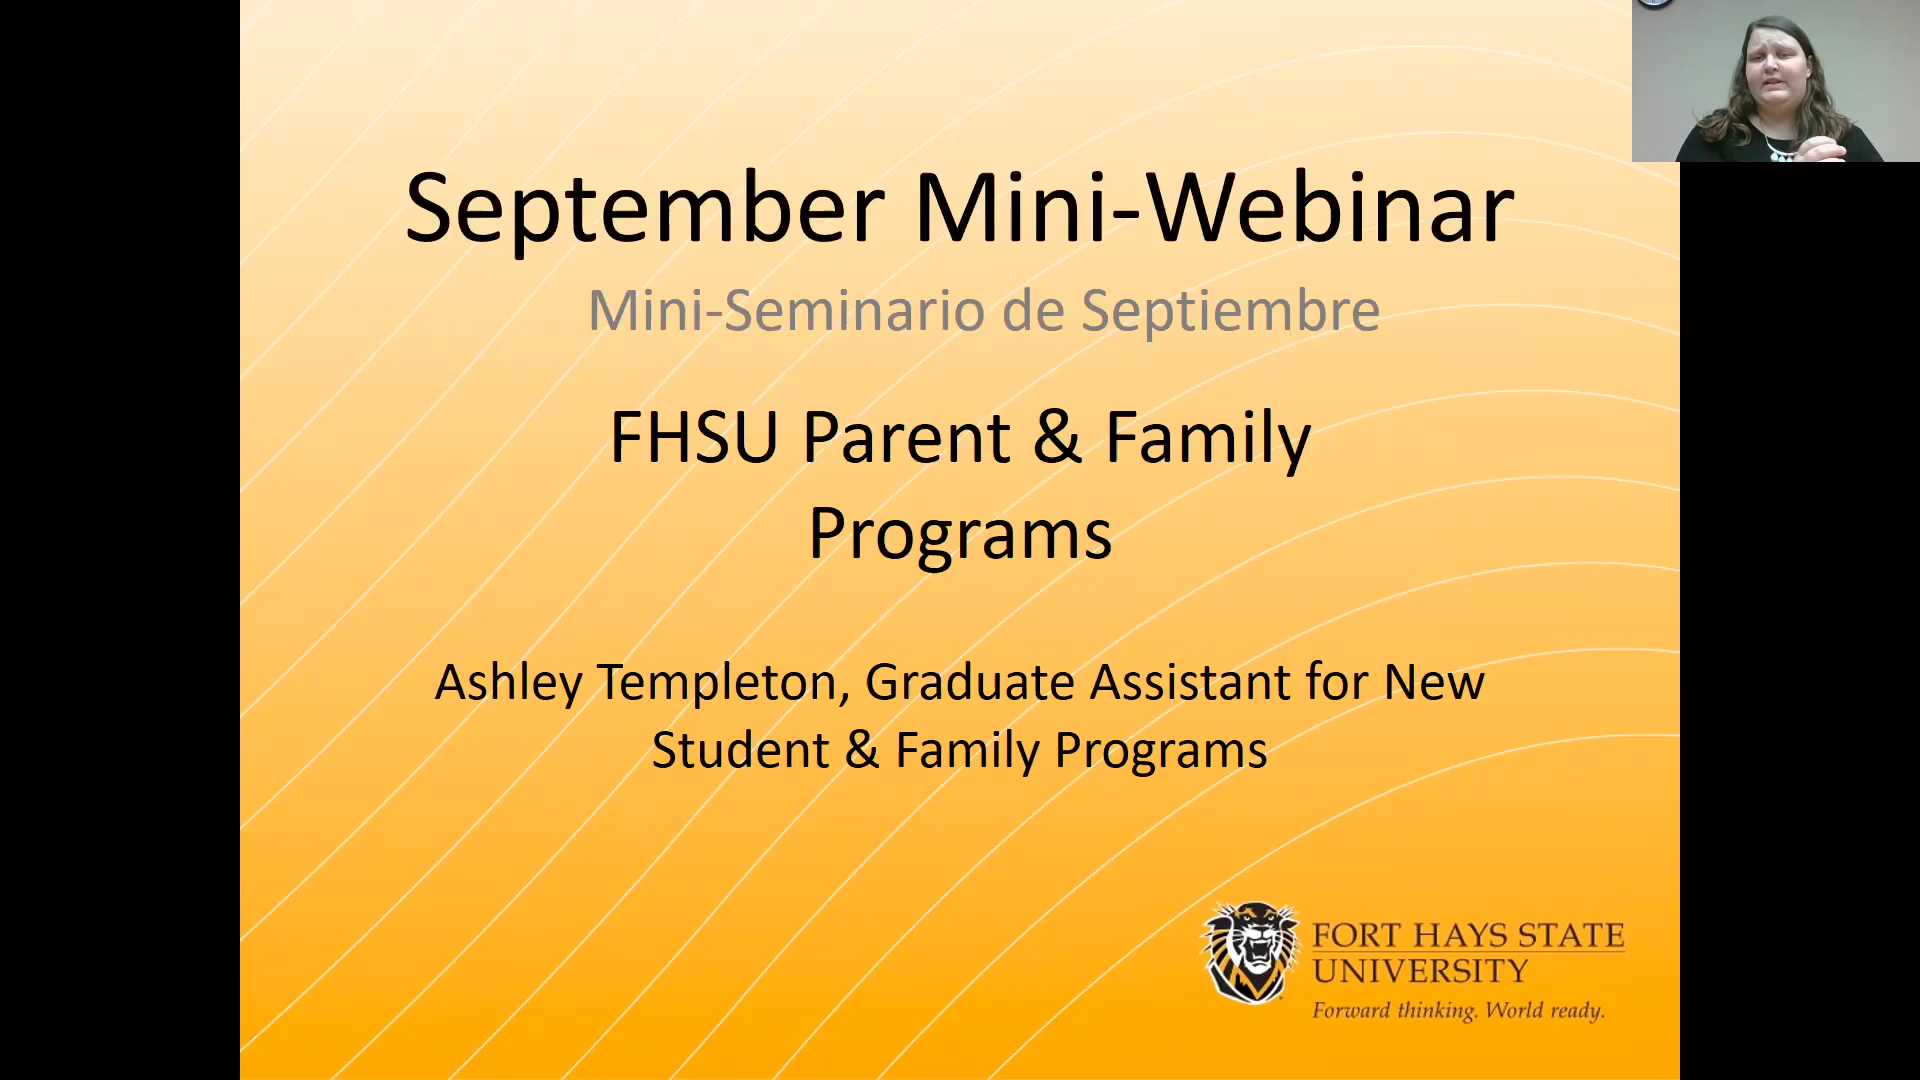 September Mini-Webinar
Mini-Seminario de Septiembre
FHSU Parent & Family
Programs
Ashley Templeton, Graduate Assistant for New
Student & Family Programs
FORT HAYS STATE
UNIVERSITY
Forward thinking. World ready.